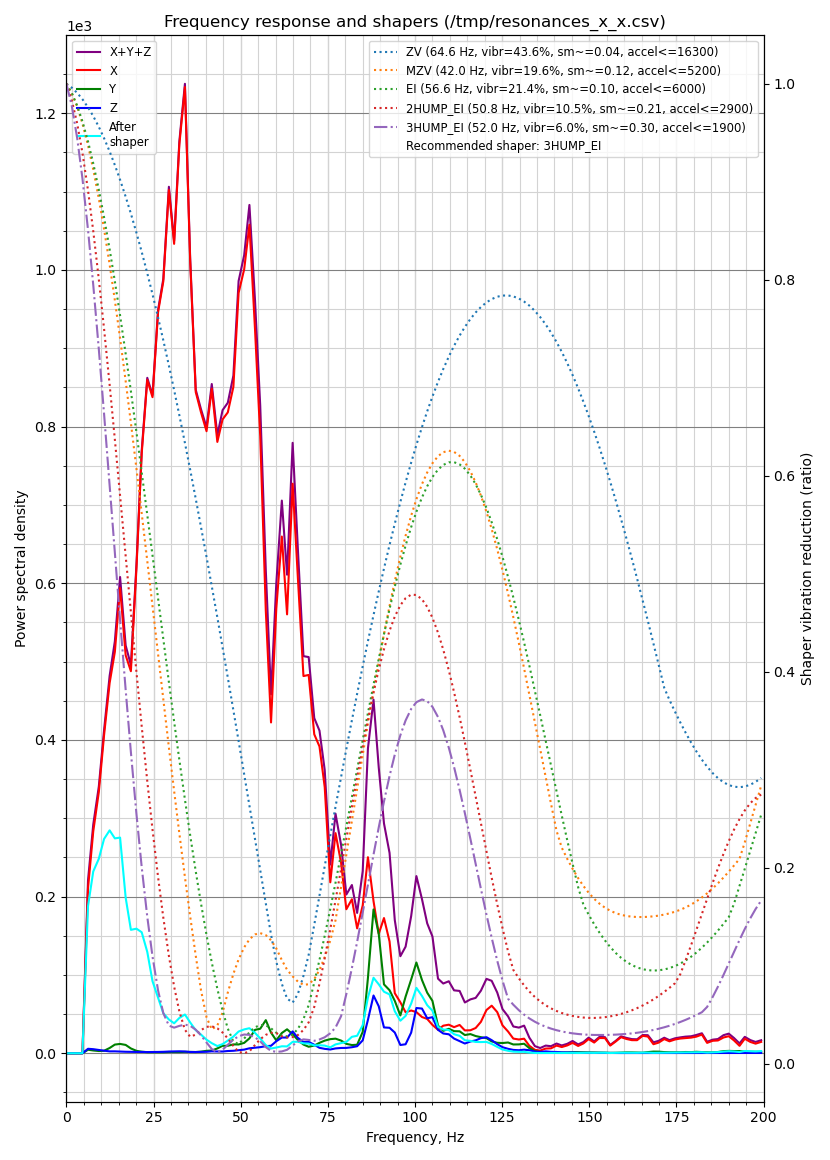 Frequency response and shapers (/tmp/resonances_x_x.csv)
1e3
X+Y+Z
X
Y
Z
After
shaper
ZV (64.6 Hz, vibr=43.6%, sm~=0.04, accel<=16300)
MZV (42.0 Hz, vibr=19.6%, sm~=0.12, accel<=5200)
EI (56.6 Hz, vibr=21.4%, sm~=0.10, accel<=6000)
2HUMP_EI (50.8 Hz, vibr=10.5%, sm~=0.21, accel<=2900)
3HUMP_EI (52.0 Hz, vibr=6.0%, sm~=0.30, accel<=1900)
Recommended shaper: 3HUMP_EI
Power spectral density
1.2
1.0
0.8
0.6
0.4
0.2
0.0
1.0
0.8
0.6
0.4
0.2
0.0
Shaper vibration reduction (ratio)
0 25 50 75 100 125 150 175 200
Frequency, Hz